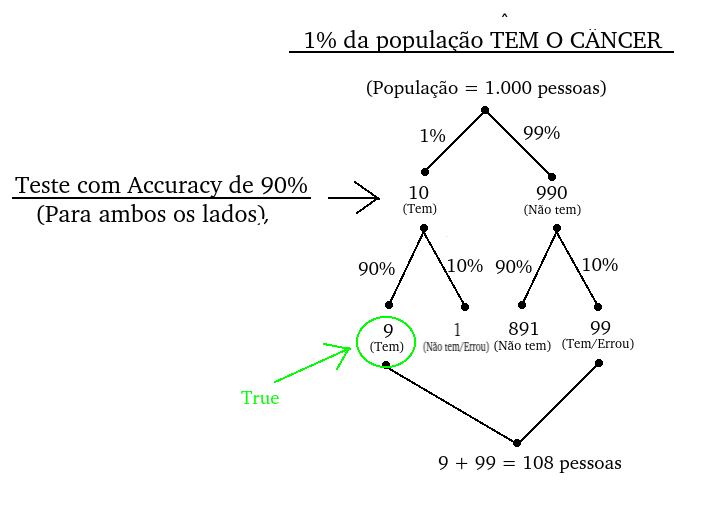 1% da população TEM O CÂNCER
(População = 1.000 pessoas)
1%
99%
Teste com Accuracy de 90%
(Para ambos os lados),
10
(Tem)
990
(Não tem)
90%
10%
90%
10%
9
(Tem)
1
(Não tem/Errou)
891
(Não tem)
99
(Tem/Errou)
True
9 + 99 = 108 pessoas